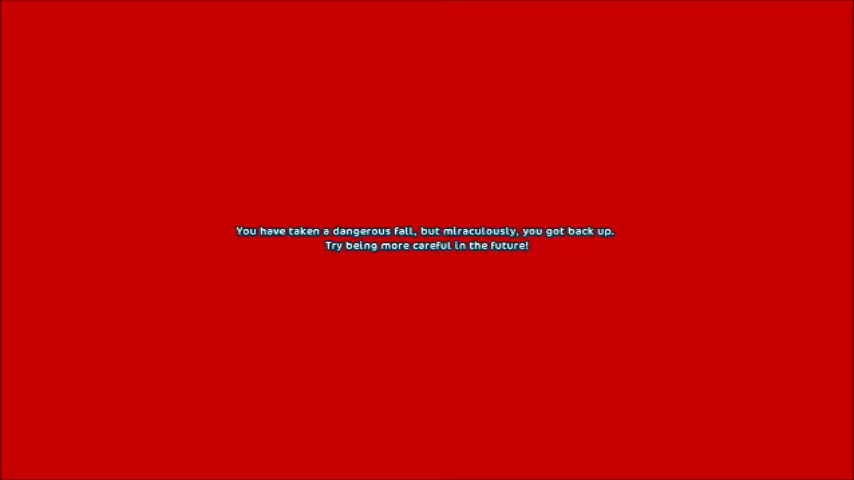 You have taken a dangerous fall, but miraculously, you got back up.
Try being more careful in the future!